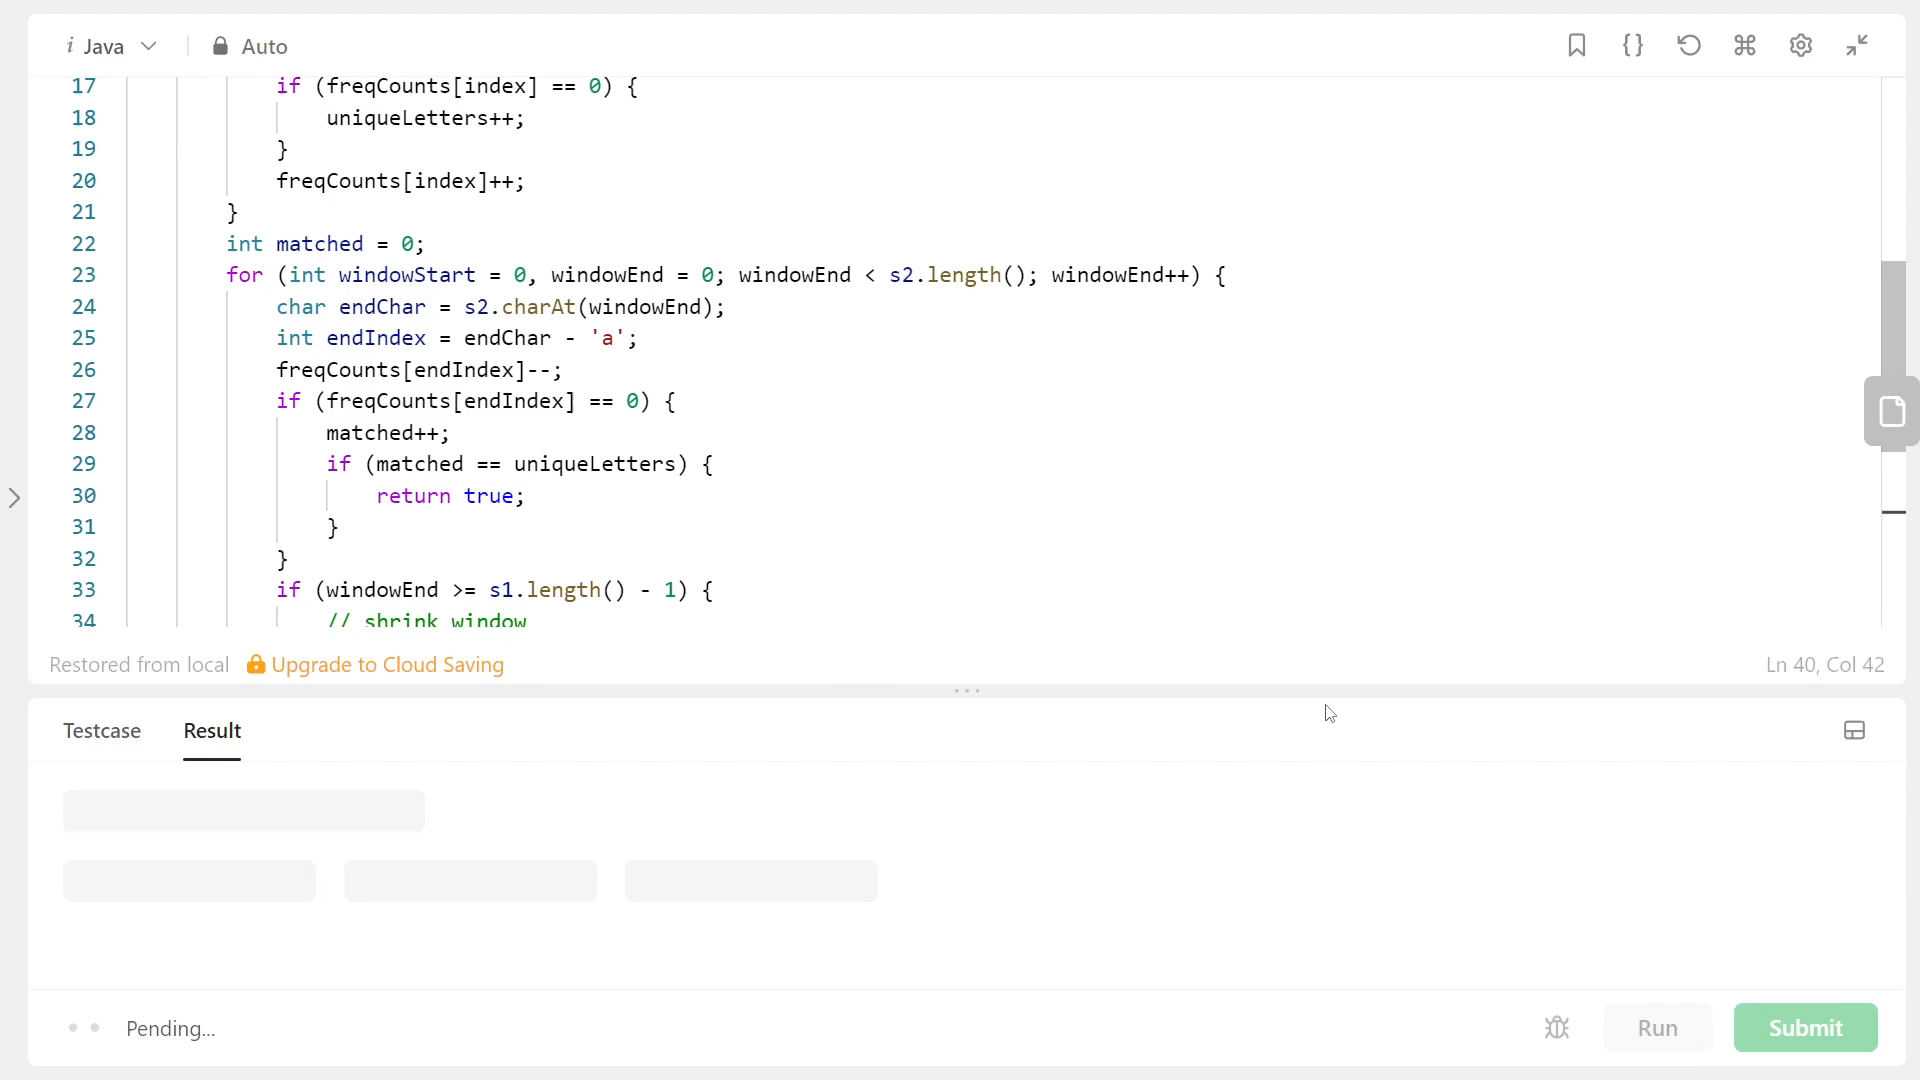 i Java Auto
17 if (freqCounts[index] == 0) {
18 uniqueLetters++;
19 }
20 freqCounts[index]++;
21 }
22 int matched = 0;
23 for (int windowStart = 0, windowEnd = 0; windowEnd < s2.length(); windowEnd++) {
24 char endChar = s2.charAt(windowEnd);
25 int endIndex = endChar - 'a';
26 freqCounts[endIndex]--;
27 if (freqCounts[endIndex] == 0) {
28 matched++;
29 if (matched == uniqueLetters) {
30 return true;
31 }
32 }
33 if (windowEnd >= s1.length() - 1) {
34 // shrink window
Restored from local Upgrade to Cloud Saving Ln 40, Col 42
Testcase Result
Pending... Run Submit